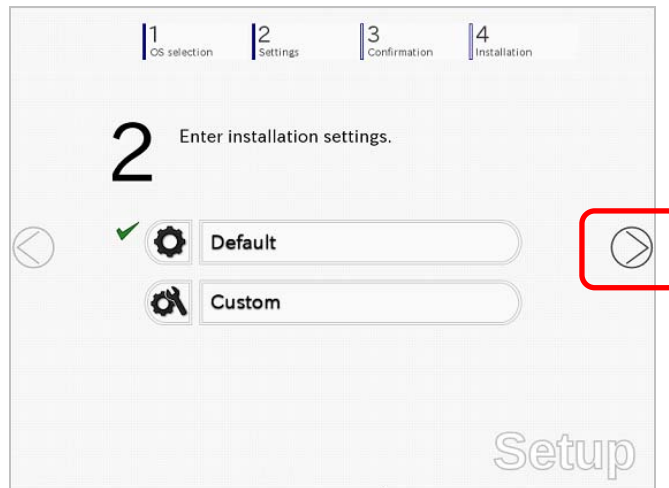 1
OS selection
2
Settings
3
Confirmation
4
Installation
2
Enter installation settings.
Default
Custom
Setup